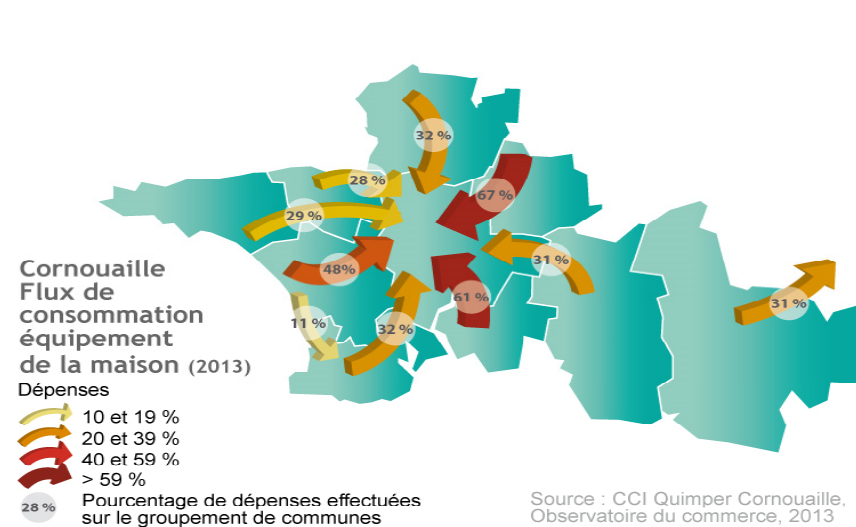 32 %
28 %
67 %
29 %
48%
31 %
61 %
31 %
11 %
32 %
Cornouaille
Flux de
consommation
équipement
de la maison (2013)
Dépenses
10 et 19 %
20 et 39 %
40 et 59 %
> 59 %
28 % Pourcentage de dépenses effectuées
sur le groupement de communes
Source : CCI Quimper Cornouaille,
Observatoire du commerce, 2013